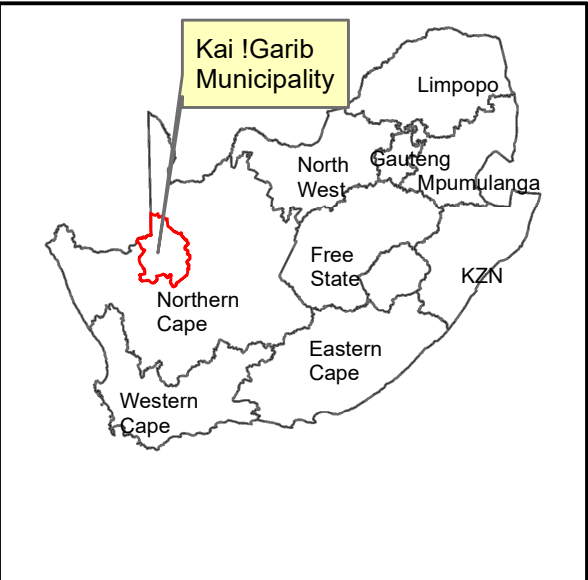 Kai !Garib
Municipality
Limpopo
Gauteng
North
West
Mpumulanga
Free
State
KZN
Northern
Cape
Eastern
Cape
Western
Cape